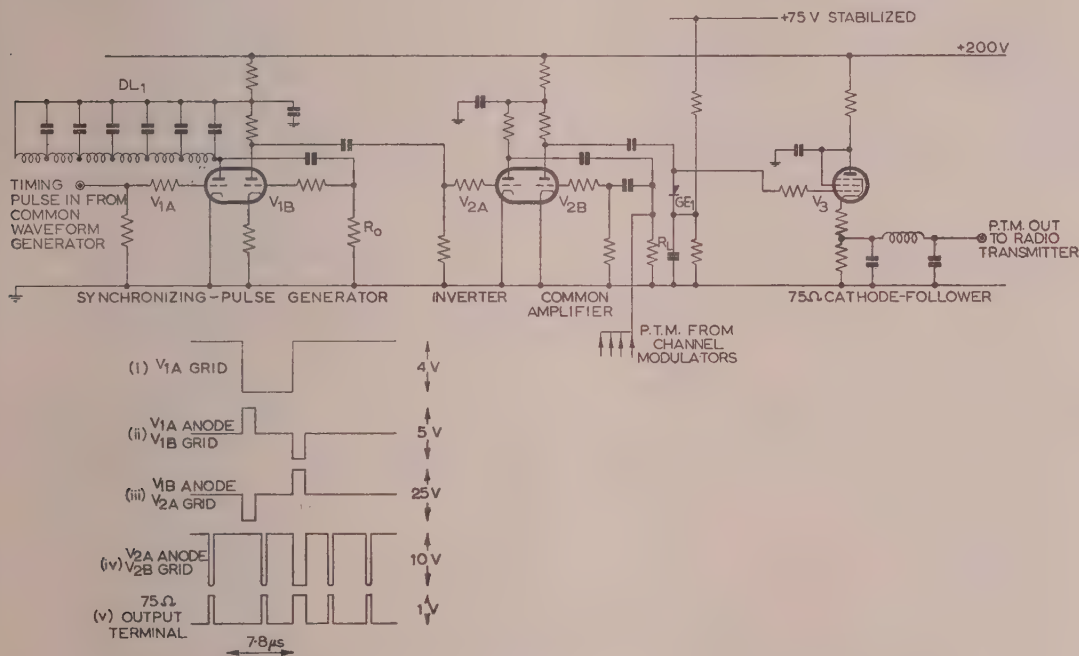 +75 V STABILIZED
+200V
DL1
TIMING
PULSE IN FROM
COMMON
WAVEFORM
GENERATOR
V1A
V1B
RO
V2A
V2B
RL
GE1
V3
P.T.M. OUT
TO RADIO
TRANSMITTER
SYNCHRONIZING-PULSE GENERATOR
INVERTER
COMMON
AMPLIFIER
75Ω CATHODE-FOLLOWER
P.T.M. FROM
CHANNEL
MODULATORS
(i) V1A GRID
4V
(ii) V1A ANODE
V1B GRID
5V
(iii) V1B ANODE
V2A GRID
25V
(iv) V2A ANODE
V2B GRID
10V
75Ω
(v) OUTPUT
TERMINAL
1V
7·8μs